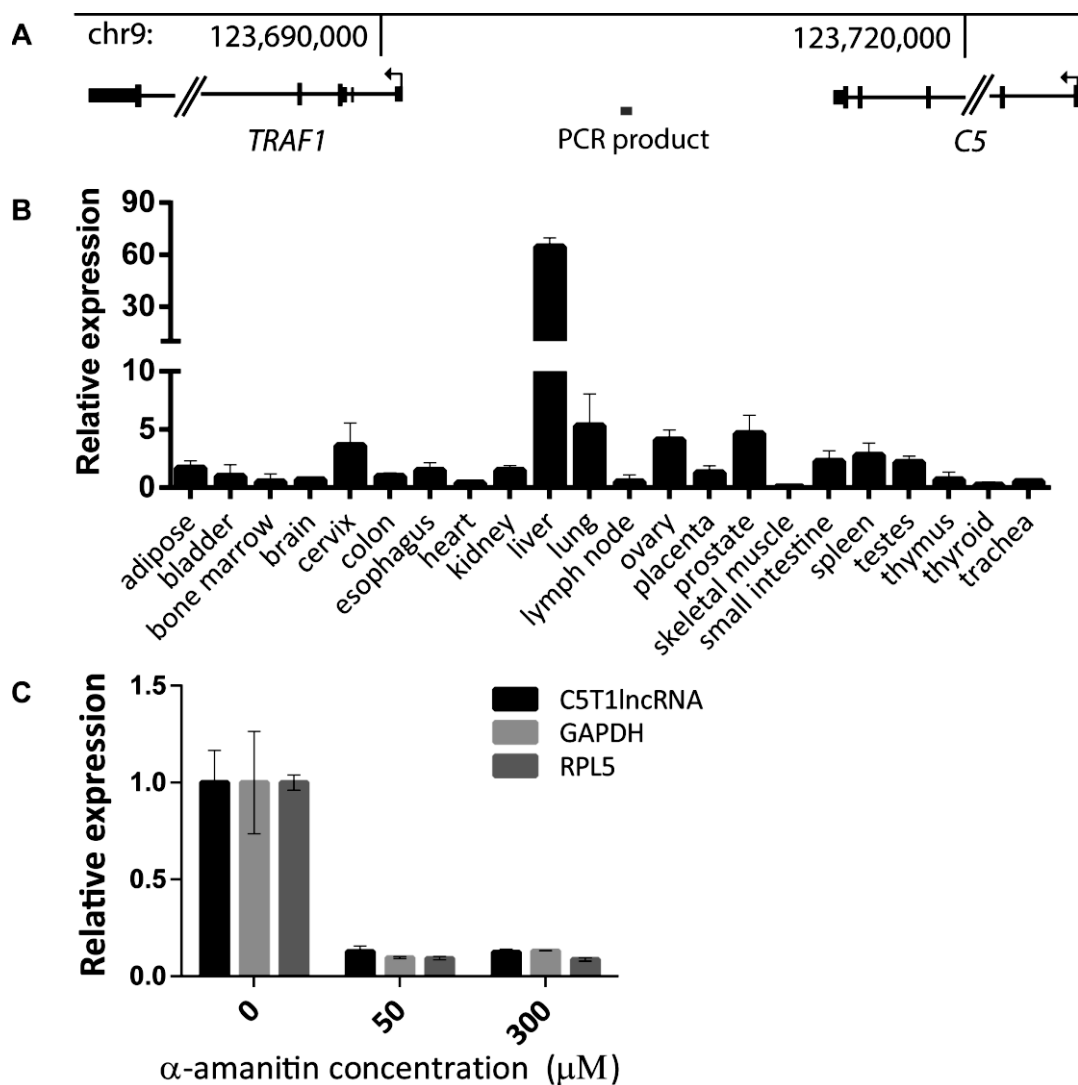 A
chr9: 123,690,000 123,720,000
TRAF1 PCR product C5
B
Relative expression
90
60
30
10
5
0
adipose
bladder
bone marrow
brain
cervix
colon
esophagus
heart
kidney
liver
lung
lymph node
ovary
placenta
prostate
skeletal muscle
small intestine
spleen
testes
thymus
thyroid
trachea
C
Relative expression
1.5
1.0
0.5
0.0
C5T1lncRNA
GAPDH
RPL5
0 50 300
α-amanitin concentration (μM)